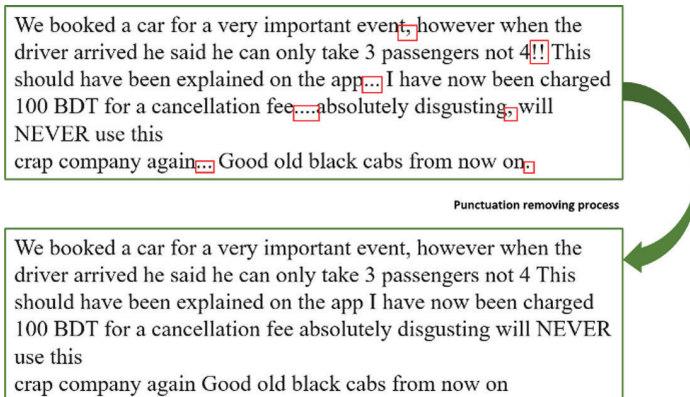 We booked a car for a very important event, however when the
driver arrived he said he can only take 3 passengers not 4!! This
should have been explained on the app... I have now been charged
100 BDT for a cancellation fee....absolutely disgusting, will
NEVER use this
crap company again... Good old black cabs from now on.
Punctuation removing process
We booked a car for a very important event, however when the
driver arrived he said he can only take 3 passengers not 4 This
should have been explained on the app I have now been charged
100 BDT for a cancellation fee absolutely disgusting will NEVER
use this
crap company again Good old black cabs from now on